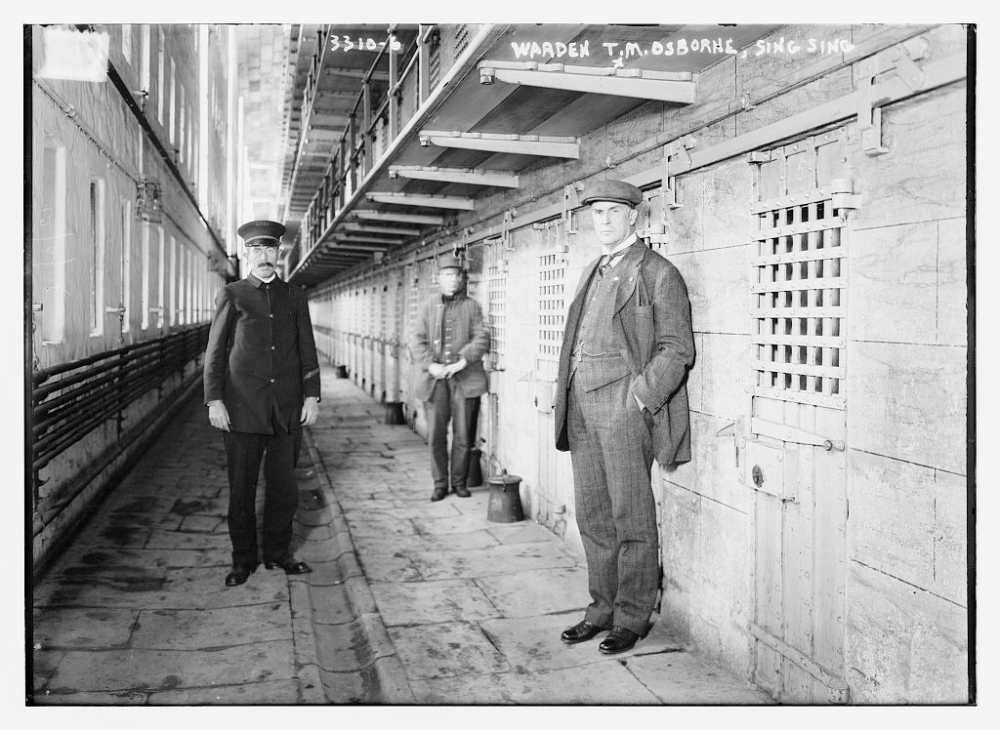 3310-6
WARDEN T.M. OSBORNE, SING SING
x